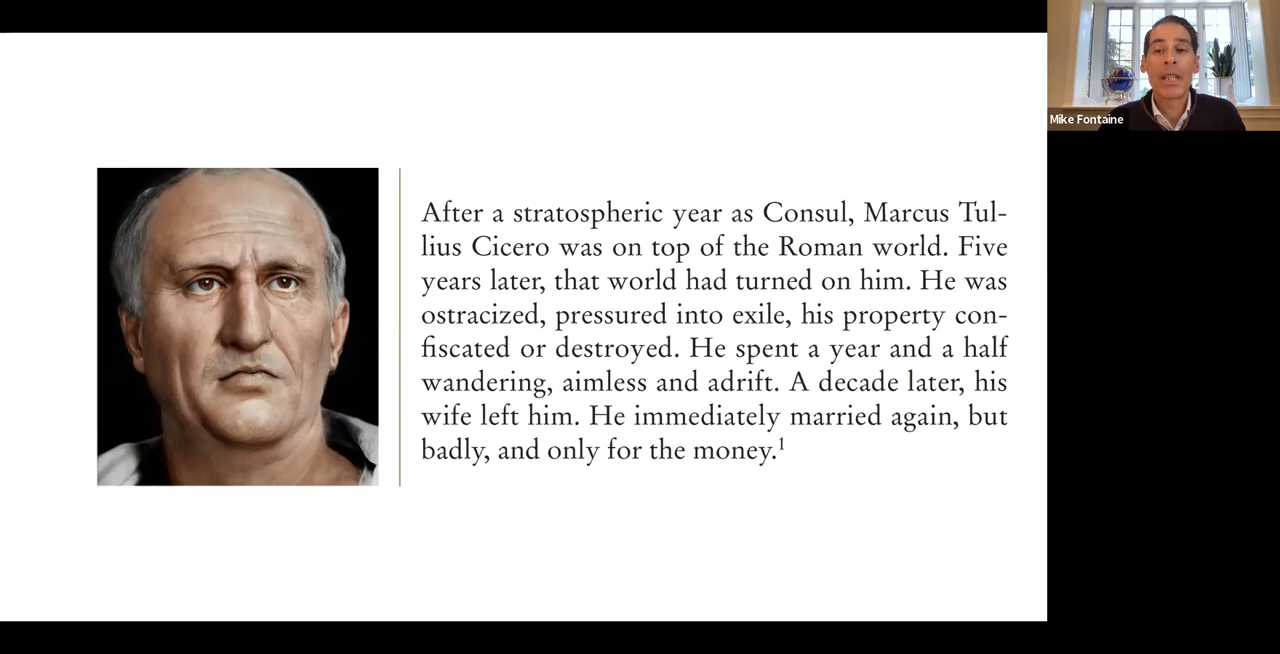 After a stratospheric year as Consul, Marcus Tul-
lius Cicero was on top of the Roman world. Five
years later, that world had turned on him. He was
ostracized, pressured into exile, his property con-
fiscated or destroyed. He spent a year and a half
wandering, aimless and adrift. A decade later, his
wife left him. He immediately married again, but
badly, and only for the money.¹
Mike Fontaine